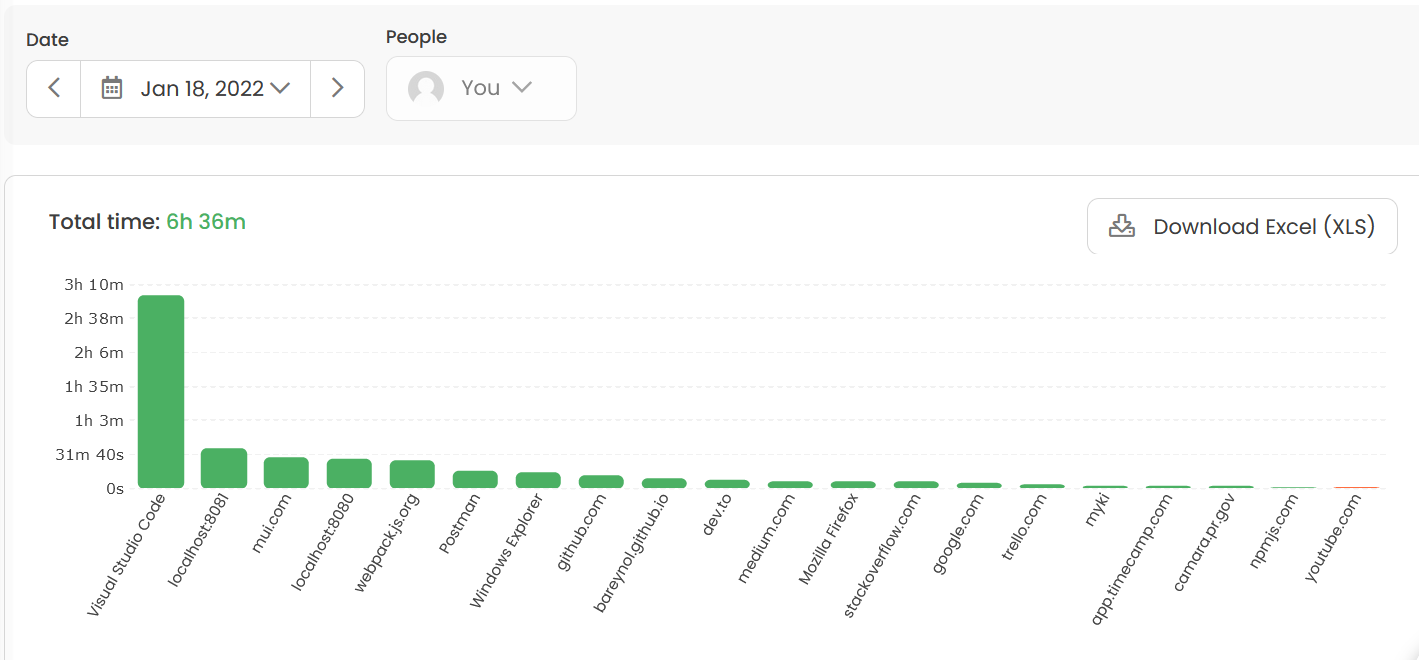 Date
People
Jan 18, 2022
You
Total time: 6h 36m
Download Excel (XLS)
3h 10m
2h 38m
2h 6m
1h 35m
1h 3m
31m 40s
0s
Visual Studio Code
localhost:8081
mui.com
localhost:8080
webpack.js.org
Postman
Windows Explorer
github.com
bareynol.github.io
dev.to
medium.com
Mozilla Firefox
stackoverflow.com
google.com
trello.com
myki
app.timecamp.com
camara.pr.gov
npmjs.com
youtube.com